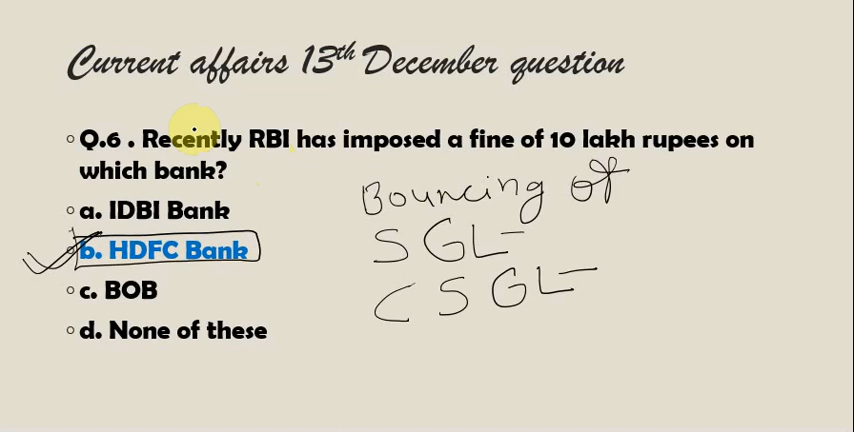 Current affairs 13th December question
Q.6 . Recently RBI has imposed a fine of 10 lakh rupees on
which bank?
a. IDBI Bank
b. HDFC Bank
c. BOB
d. None of these
Bouncing of
SGL
CSGL